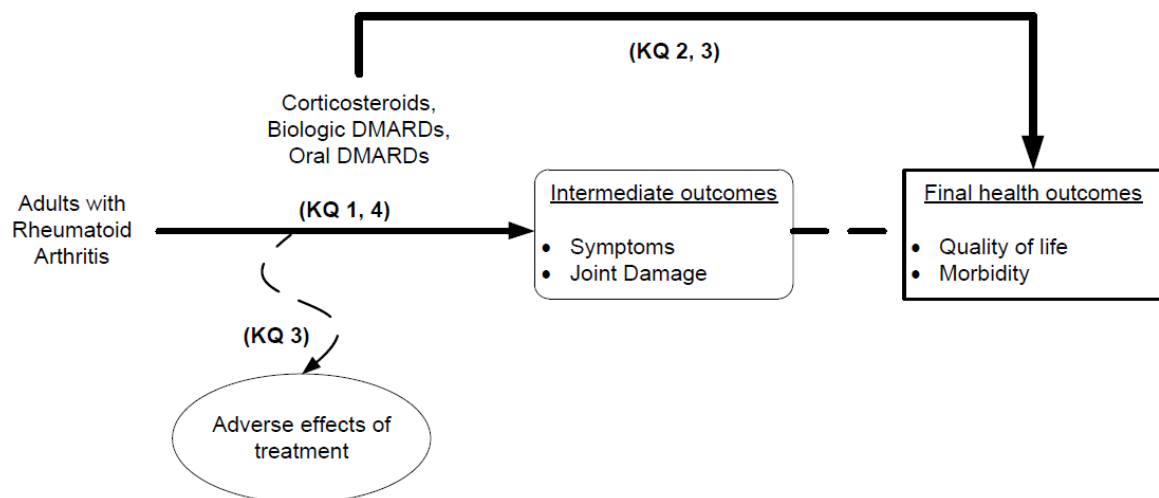 (KQ 2, 3)
Corticosteroids,
Biologic DMARDs,
Oral DMARDs
Adults with
Rheumatoid
Arthritis
(KQ 1, 4)
Intermediate outcomes
• Symptoms
• Joint Damage
Final health outcomes
• Quality of life
• Morbidity
(KQ 3)
Adverse effects of
treatment